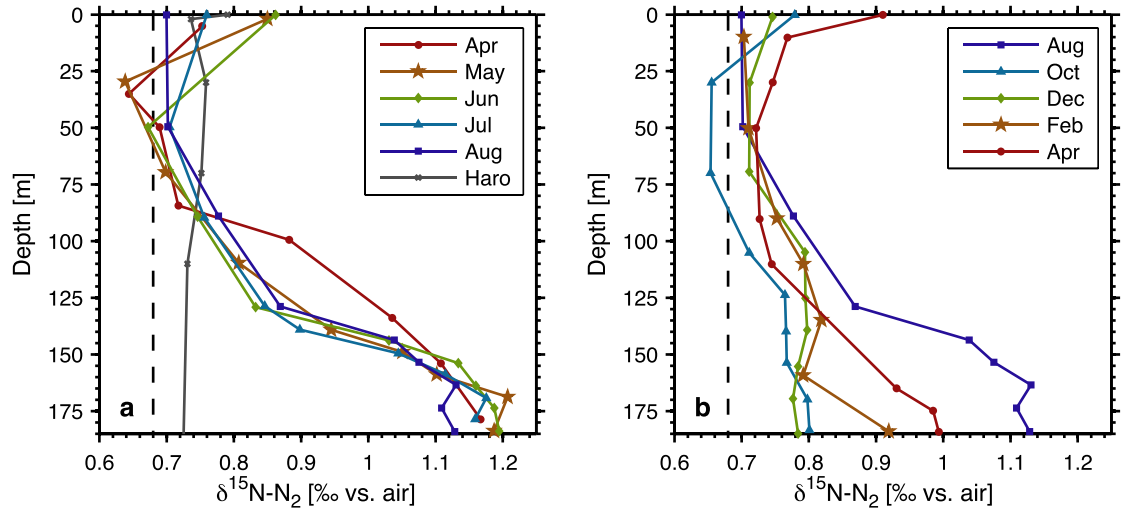 0
25
50
75
100
125
150
175
Depth [m]
Apr
May
Jun
Jul
Aug
Haro
a
0.6 0.7 0.8 0.9 1 1.1 1.2
δ¹⁵N-N₂ [‰ vs. air]
0
25
50
75
100
125
150
175
Depth [m]
Aug
Oct
Dec
Feb
Apr
b
0.6 0.7 0.8 0.9 1 1.1 1.2
δ¹⁵N-N₂ [‰ vs. air]